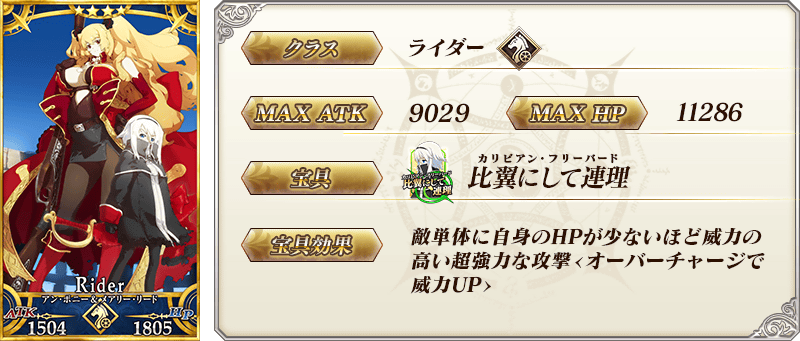 Rider
アン・ボニー&メアリー・リード
ATK
HP
1504
1805
クラス
ライダー
MAX ATK
9029
MAX HP
11286
宝具
カリビアン・フリーバード
比翼にして連理
宝具効果
敵単体に自身のHPが少ないほど威力の
高い超強力な攻撃<オーバーチャージで
威力UP>